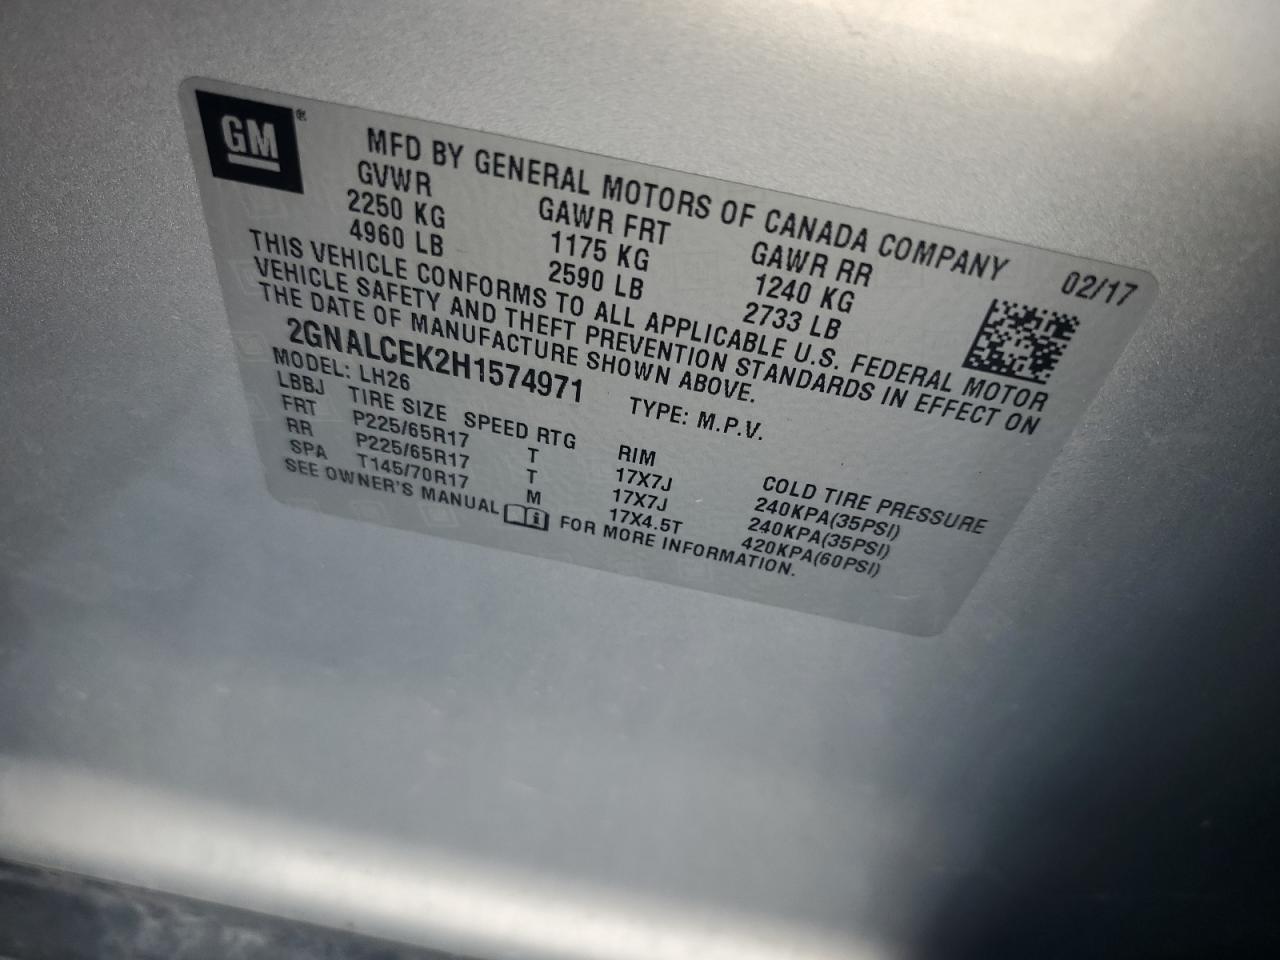 GM®
MFD BY GENERAL MOTORS OF CANADA COMPANY 02/17
GVWR GAWR FRT GAWR RR
2250 KG 1175 KG 1240 KG
4960 LB 2590 LB 2733 LB
THIS VEHICLE CONFORMS TO ALL APPLICABLE U.S. FEDERAL MOTOR
VEHICLE SAFETY AND THEFT PREVENTION STANDARDS IN EFFECT ON
THE DATE OF MANUFACTURE SHOWN ABOVE.
2GNALCEK2H1574971 TYPE: M.P.V.
MODEL: LH26
LBBJ TIRE SIZE SPEED RTG RIM COLD TIRE PRESSURE
FRT P225/65R17 T 17X7J 240KPA(35PSI)
RR P225/65R17 T 17X7J 240KPA(35PSI)
SPA T145/70R17 M 17X4.5T 420KPA(60PSI)
SEE OWNER'S MANUAL FOR MORE INFORMATION.